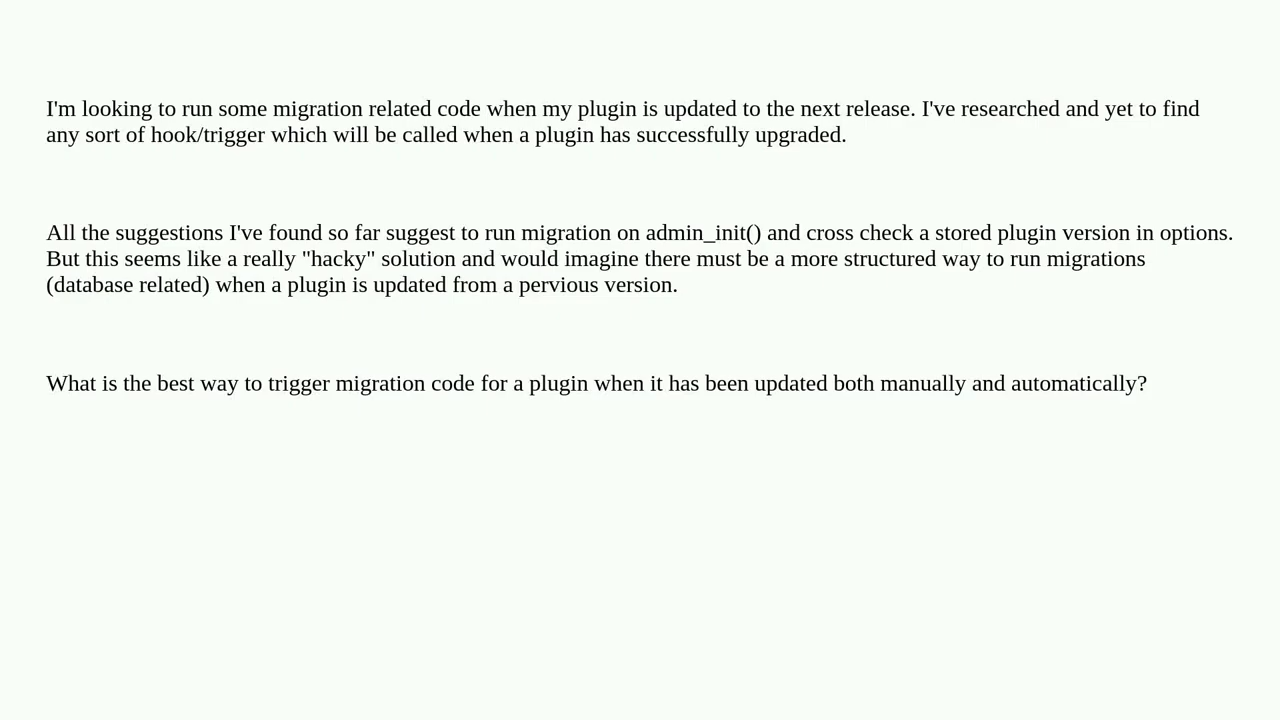 I'm looking to run some migration related code when my plugin is updated to the next release. I've researched and yet to find
any sort of hook/trigger which will be called when a plugin has successfully upgraded.
All the suggestions I've found so far suggest to run migration on admin_init() and cross check a stored plugin version in options.
But this seems like a really "hacky" solution and would imagine there must be a more structured way to run migrations
(database related) when a plugin is updated from a pervious version.
What is the best way to trigger migration code for a plugin when it has been updated both manually and automatically?